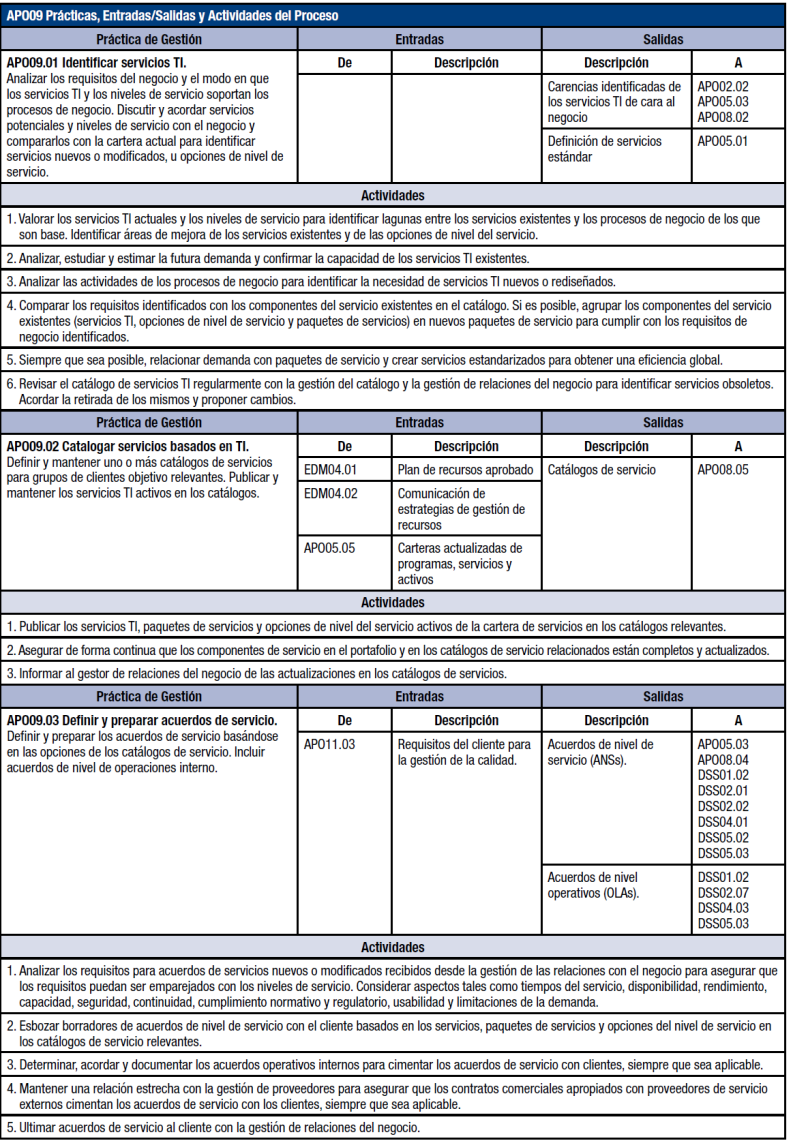 APO09 Prácticas, Entradas/Salidas y Actividades del Proceso
Práctica de Gestión
Entradas
Salidas
APO09.01 Identificar servicios TI.
Analizar los requisitos del negocio y el modo en que
los servicios TI y los niveles de servicio soportan los
procesos de negocio. Discutir y acordar servicios
potenciales y niveles de servicio con el negocio y
compararlos con la cartera actual para identificar
servicios nuevos o modificados, u opciones de nivel de
servicio.
De
Descripción
Descripción
A
Carencias identificadas de
los servicios TI de cara al
negocio
APO02.02
APO05.03
APO08.02
Definición de servicios
estándar
APO05.01
Actividades
1. Valorar los servicios TI actuales y los niveles de servicio para identificar lagunas entre los servicios existentes y los procesos de negocio de los que
son base. Identificar áreas de mejora de los servicios existentes y de las opciones de nivel del servicio.
2. Analizar, estudiar y estimar la futura demanda y confirmar la capacidad de los servicios TI existentes.
3. Analizar las actividades de los procesos de negocio para identificar la necesidad de servicios TI nuevos o rediseñados.
4. Comparar los requisitos identificados con los componentes del servicio existentes en el catálogo. Si es posible, agrupar los componentes del servicio
existentes (servicios TI, opciones de nivel de servicio y paquetes de servicios) en nuevos paquetes de servicio para cumplir con los requisitos de
negocio identificados.
5. Siempre que sea posible, relacionar demanda con paquetes de servicio y crear servicios estandarizados para obtener una eficiencia global.
6. Revisar el catálogo de servicios TI regularmente con la gestión del catálogo y la gestión de relaciones del negocio para identificar servicios obsoletos.
Acordar la retirada de los mismos y proponer cambios.
Práctica de Gestión
Entradas
Salidas
APO09.02 Catalogar servicios basados en TI.
Definir y mantener uno o más catálogos de servicios
para grupos de clientes objetivo relevantes. Publicar y
mantener los servicios TI activos en los catálogos.
De
Descripción
Descripción
A
EDM04.01
Plan de recursos aprobado
Catálogos de servicio
APO08.05
EDM04.02
Comunicación de
estrategias de gestión de
recursos
APO05.05
Carteras actualizadas de
programas, servicios y
activos
Actividades
1. Publicar los servicios TI, paquetes de servicios y opciones de nivel del servicio activos de la cartera de servicios en los catálogos relevantes.
2. Asegurar de forma continua que los componentes de servicio en el portafolio y en los catálogos de servicio relacionados están completos y actualizados.
3. Informar al gestor de relaciones del negocio de las actualizaciones en los catálogos de servicios.
Práctica de Gestión
Entradas
Salidas
APO09.03 Definir y preparar acuerdos de servicio.
Definir y preparar los acuerdos de servicio basándose
en las opciones de los catálogos de servicio. Incluir
acuerdos de nivel de operaciones interno.
De
Descripción
Descripción
A
APO11.03
Requisitos del cliente para
la gestión de la calidad.
Acuerdos de nivel de
servicio (ANSs).
APO05.03
APO08.04
DSS01.02
DSS02.01
DSS02.02
DSS04.01
DSS05.02
DSS05.03
Acuerdos de nivel
operativos (OLAs).
DSS01.02
DSS02.07
DSS04.03
DSS05.03
Actividades
1. Analizar los requisitos para acuerdos de servicios nuevos o modificados recibidos desde la gestión de las relaciones con el negocio para asegurar que
los requisitos puedan ser emparejados con los niveles de servicio. Considerar aspectos tales como tiempos del servicio, disponibilidad, rendimiento,
capacidad, seguridad, continuidad, cumplimiento normativo y regulatorio, usabilidad y limitaciones de la demanda.
2. Esbozar borradores de acuerdos de nivel de servicio con el cliente basados en los servicios, paquetes de servicios y opciones del nivel de servicio en
los catálogos de servicio relevantes.
3. Determinar, acordar y documentar los acuerdos operativos internos para cimentar los acuerdos de servicio con clientes, siempre que sea aplicable.
4. Mantener una relación estrecha con la gestión de proveedores para asegurar que los contratos comerciales apropiados con proveedores de servicio
externos cimentan los acuerdos de servicio con los clientes, siempre que sea aplicable.
5. Ultimar acuerdos de servicio al cliente con la gestión de relaciones del negocio.